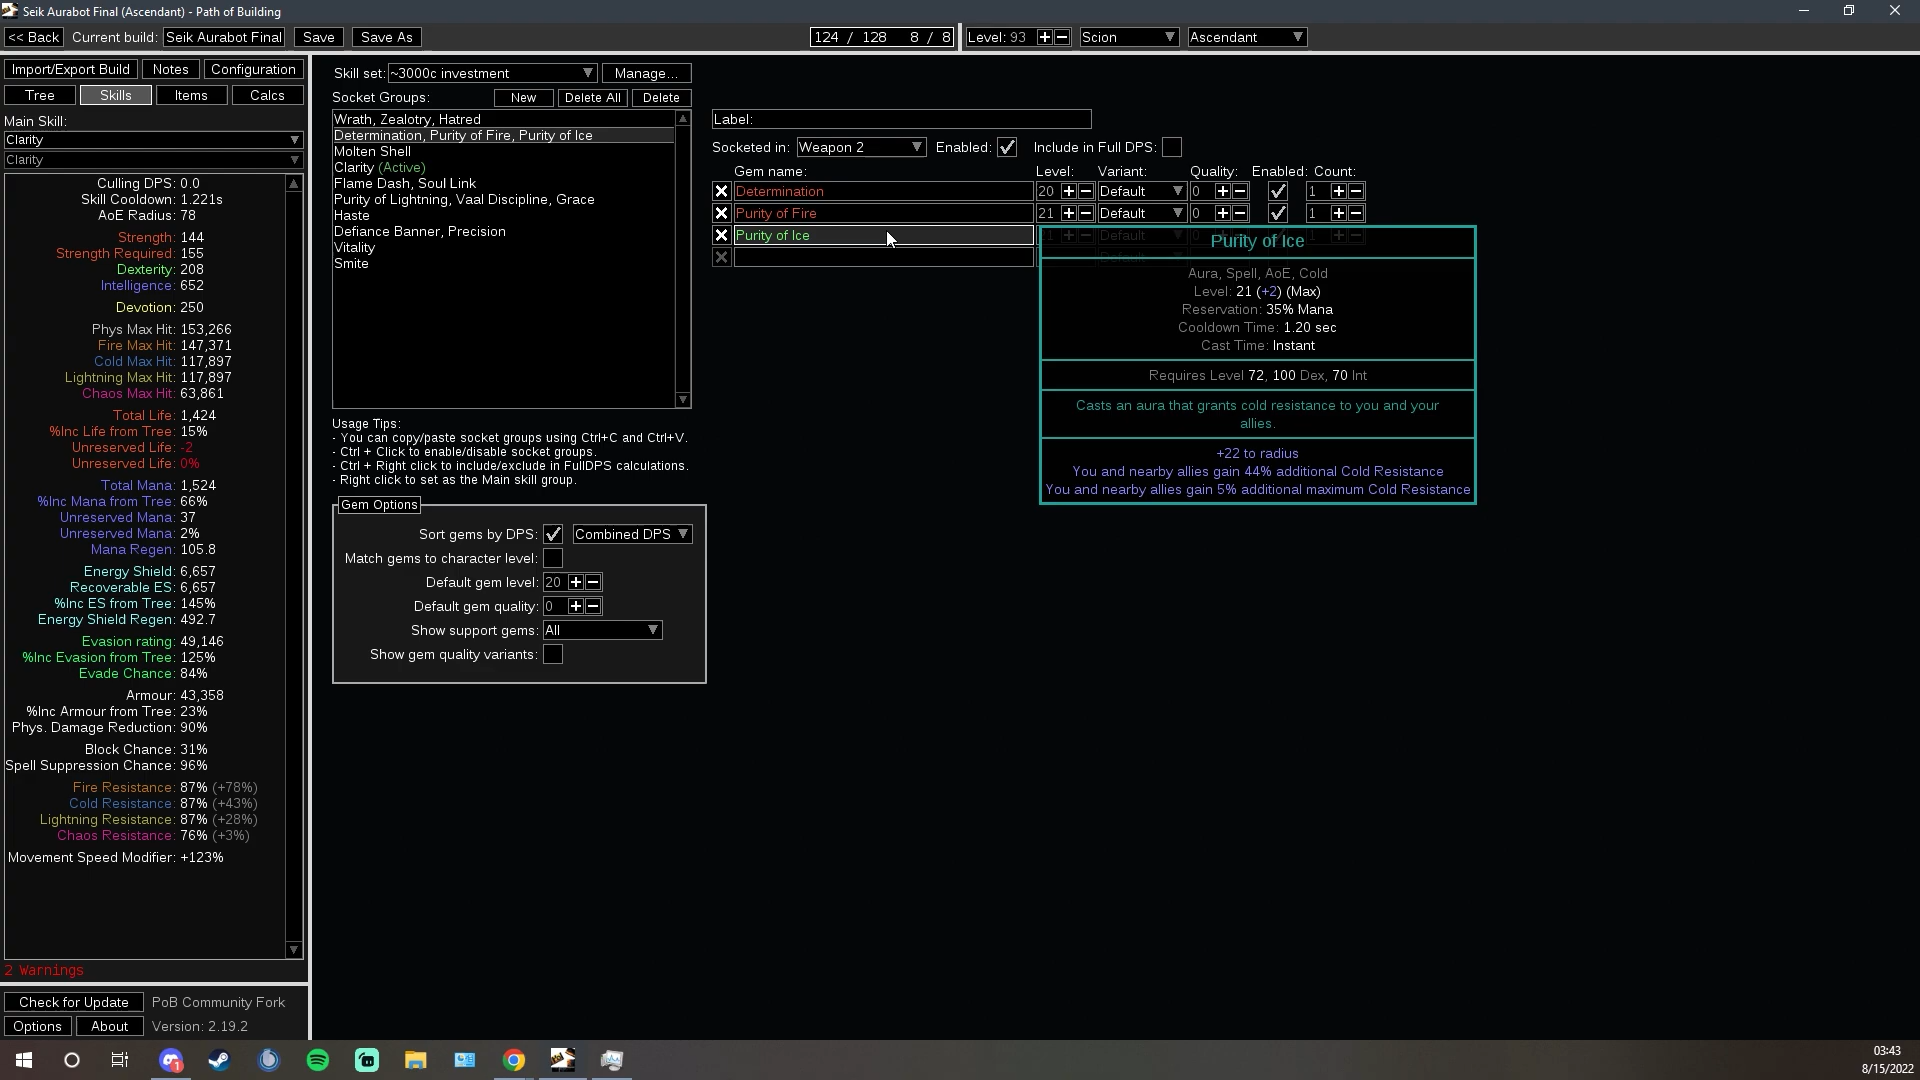 Seik Aurabot Final (Ascendant) - Path of Building
<< Back Current build: Seik Aurabot Final Save Save As 124 / 128 8 / 8 Level: 93 Scion Ascendant
Import/Export Build Notes Configuration
Tree Skills Items Calcs
Main Skill:
Clarity
Clarity
Culling DPS: 0.0
Skill Cooldown: 1.221s
AoE Radius: 78
Strength: 144
Strength Required: 155
Dexterity: 208
Intelligence: 652
Devotion: 250
Phys Max Hit: 153,266
Fire Max Hit: 147,371
Cold Max Hit: 117,897
Lightning Max Hit: 117,897
Chaos Max Hit: 63,861
Total Life: 1,424
%Inc Life from Tree: 15%
Unreserved Life: -2
Unreserved Life: 0%
Total Mana: 1,524
%Inc Mana from Tree: 66%
Unreserved Mana: 37
Unreserved Mana: 2%
Mana Regen: 105.8
Energy Shield: 6,657
Recoverable ES: 6,657
%Inc ES from Tree: 145%
Energy Shield Regen: 492.7
Evasion rating: 49,146
%Inc Evasion from Tree: 125%
Evade Chance: 84%
Armour: 43,358
%Inc Armour from Tree: 23%
Phys. Damage Reduction: 90%
Block Chance: 31%
Spell Suppression Chance: 96%
Fire Resistance: 87% (+78%)
Cold Resistance: 87% (+43%)
Lightning Resistance: 87% (+28%)
Chaos Resistance: 76% (+3%)
Movement Speed Modifier: +123%
2 Warnings
Check for Update PoB Community Fork
Options About Version: 2.19.2
Skill set: ~3000c investment Manage...
Socket Groups: New Delete All Delete
Wrath, Zealotry, Hatred
Determination, Purity of Fire, Purity of Ice
Molten Shell
Clarity (Active)
Flame Dash, Soul Link
Purity of Lightning, Vaal Discipline, Grace
Haste
Defiance Banner, Precision
Vitality
Smite
Usage Tips:
- You can copy/paste socket groups using Ctrl+C and Ctrl+V.
- Ctrl + Click to enable/disable socket groups.
- Ctrl + Right click to include/exclude in FullDPS calculations.
- Right click to set as the Main skill group.
Gem Options
Sort gems by DPS: Combined DPS
Match gems to character level:
Default gem level: 20
Default gem quality: 0
Show support gems: All
Show gem quality variants:
Label:
Socketed in: Weapon 2 Enabled: Include in Full DPS:
Gem name: Level: Variant: Quality: Enabled: Count:
Determination 20 Default 0 1
Purity of Fire 21 Default 0 1
Purity of Ice
Purity of Ice
Aura, Spell, AoE, Cold
Level: 21 (+2) (Max)
Reservation: 35% Mana
Cooldown Time: 1.20 sec
Cast Time: Instant
Requires Level 72, 100 Dex, 70 Int
Casts an aura that grants cold resistance to you and your
allies.
+22 to radius
You and nearby allies gain 44% additional Cold Resistance
You and nearby allies gain 5% additional maximum Cold Resistance
03:43
8/15/2022